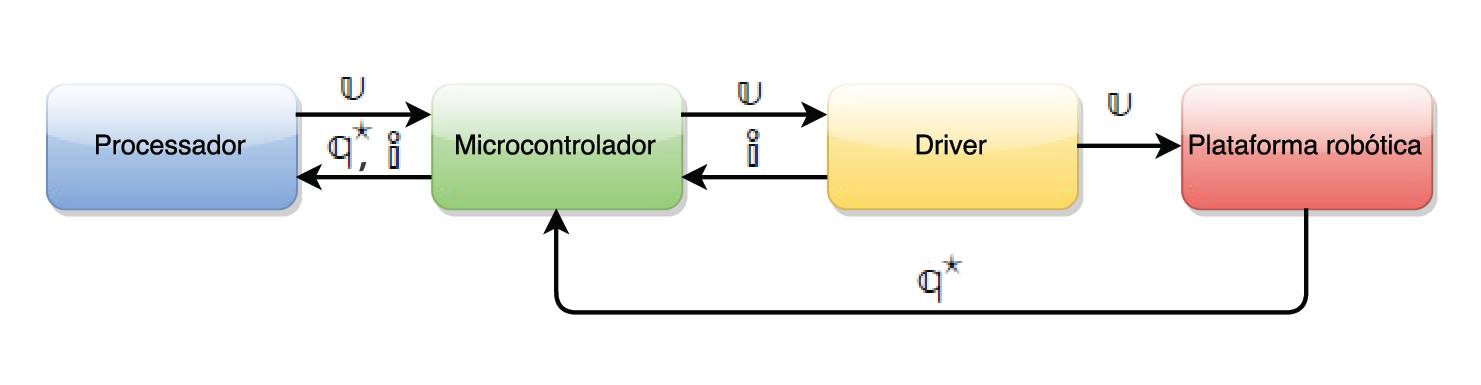 𝕦
𝕦
𝕦
Processador
𝕢*, 𝕚
Microcontrolador
𝕚
Driver
Plataforma robótica
𝕢*